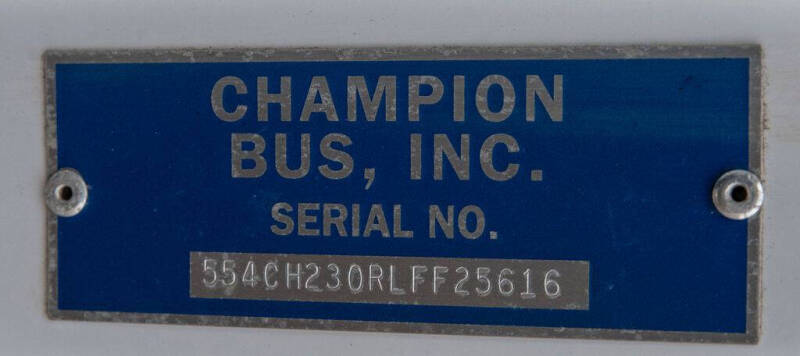 CHAMPION
BUS, INC.
SERIAL NO.
554CH230RLFF25616